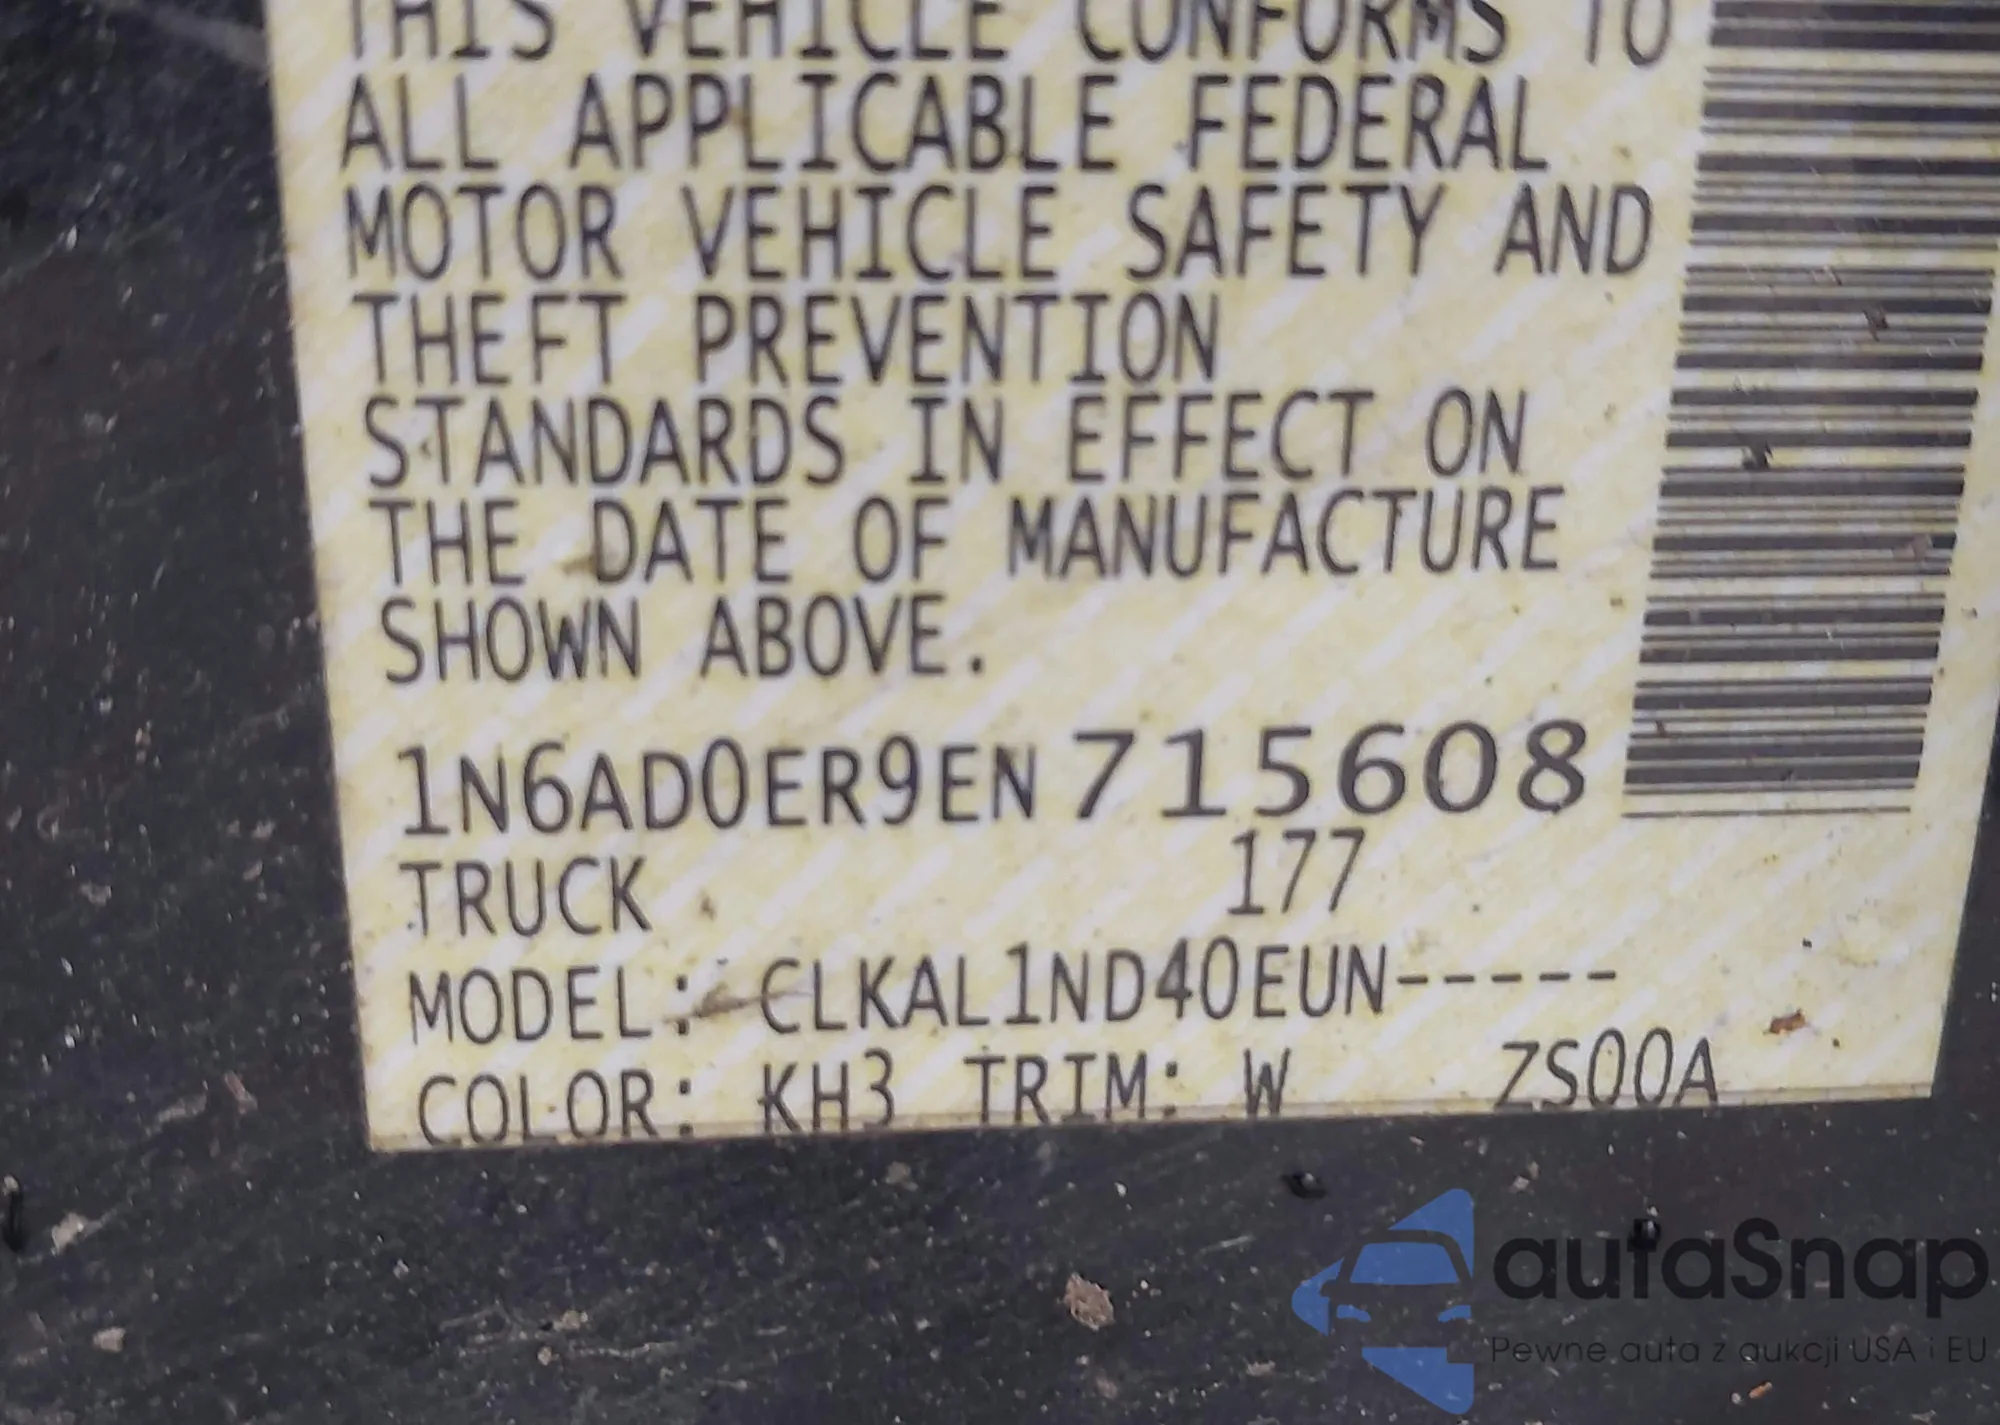 THIS VEHICLE CONFORMS TO
ALL APPLICABLE FEDERAL
MOTOR VEHICLE SAFETY AND
THEFT PREVENTION
STANDARDS IN EFFECT ON
THE DATE OF MANUFACTURE
SHOWN ABOVE.
1N6AD0ER9EN715608
TRUCK 177
MODEL: CLKAL1ND40EUN-----
COLOR: KH3 TRIM: W ZS00A
autaSnap
Pewne auta z aukcji USA i EU